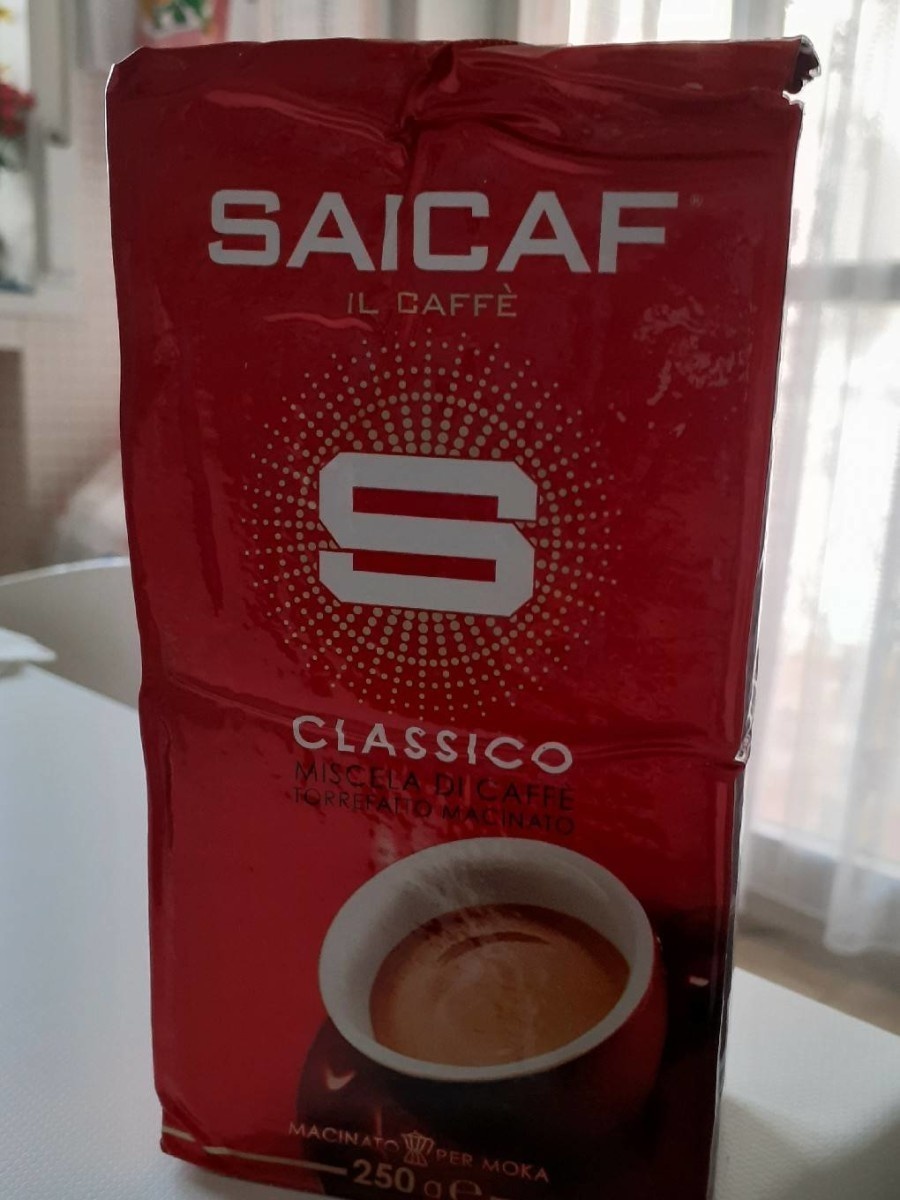 SAICAF®
IL CAFFÈ
S
CLASSICO
MISCELA DI CAFFÈ
TORREFATTO MACINATO
MACINATO PER MOKA
250 g e